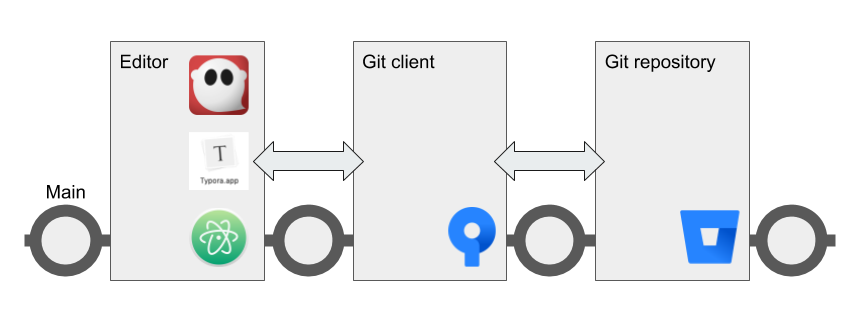 Editor
Git client
Git repository
T
Typora.app
Main